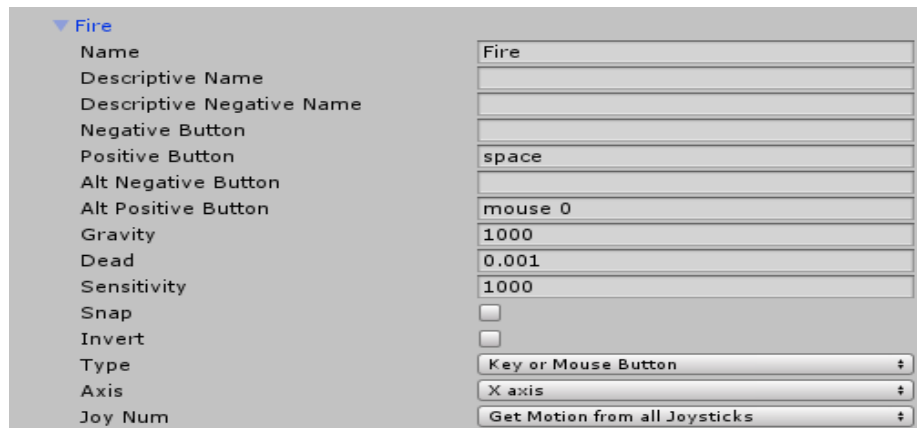 Fire
Name Fire
Descriptive Name
Descriptive Negative Name
Negative Button
Positive Button space
Alt Negative Button
Alt Positive Button mouse 0
Gravity 1000
Dead 0.001
Sensitivity 1000
Snap
Invert
Type Key or Mouse Button
Axis X axis
Joy Num Get Motion from all Joysticks